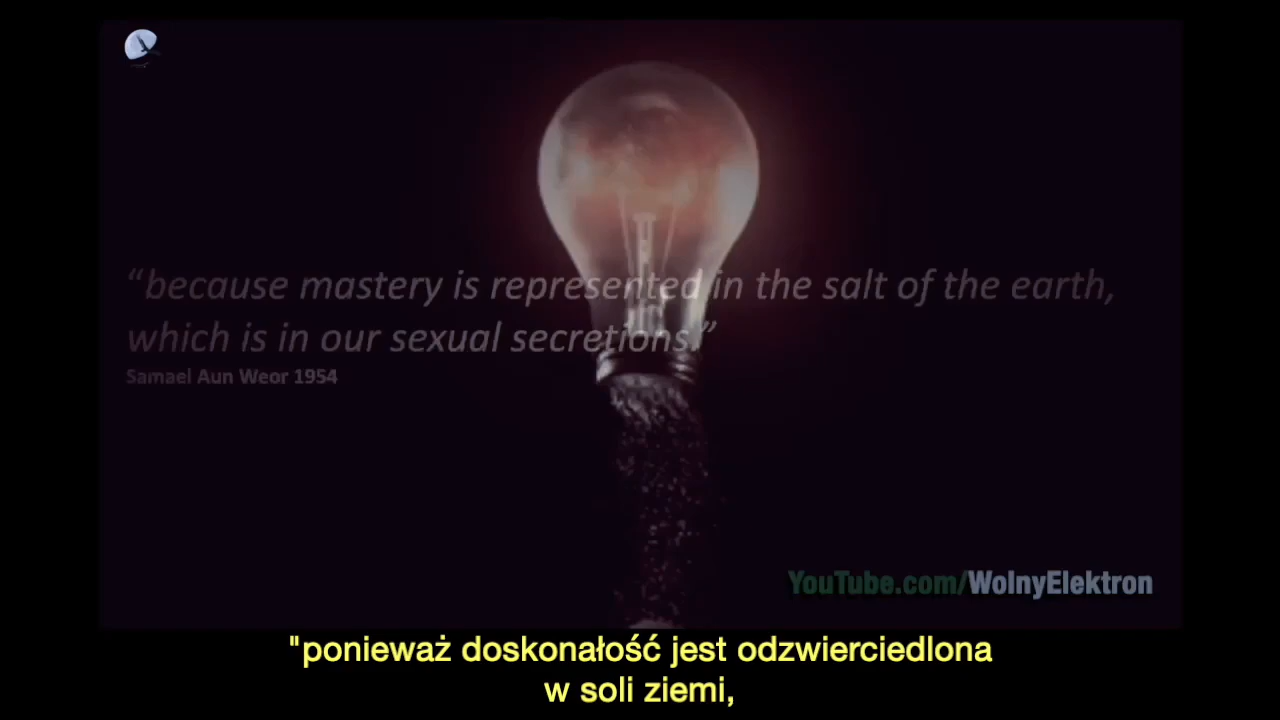 “because mastery is represented in the salt of the earth,
which is in our sexual secretions.”
Samael Aun Weor 1954
YouTube.com/WolnyElektron
"ponieważ doskonałość jest odzwierciedlona
w soli ziemi,